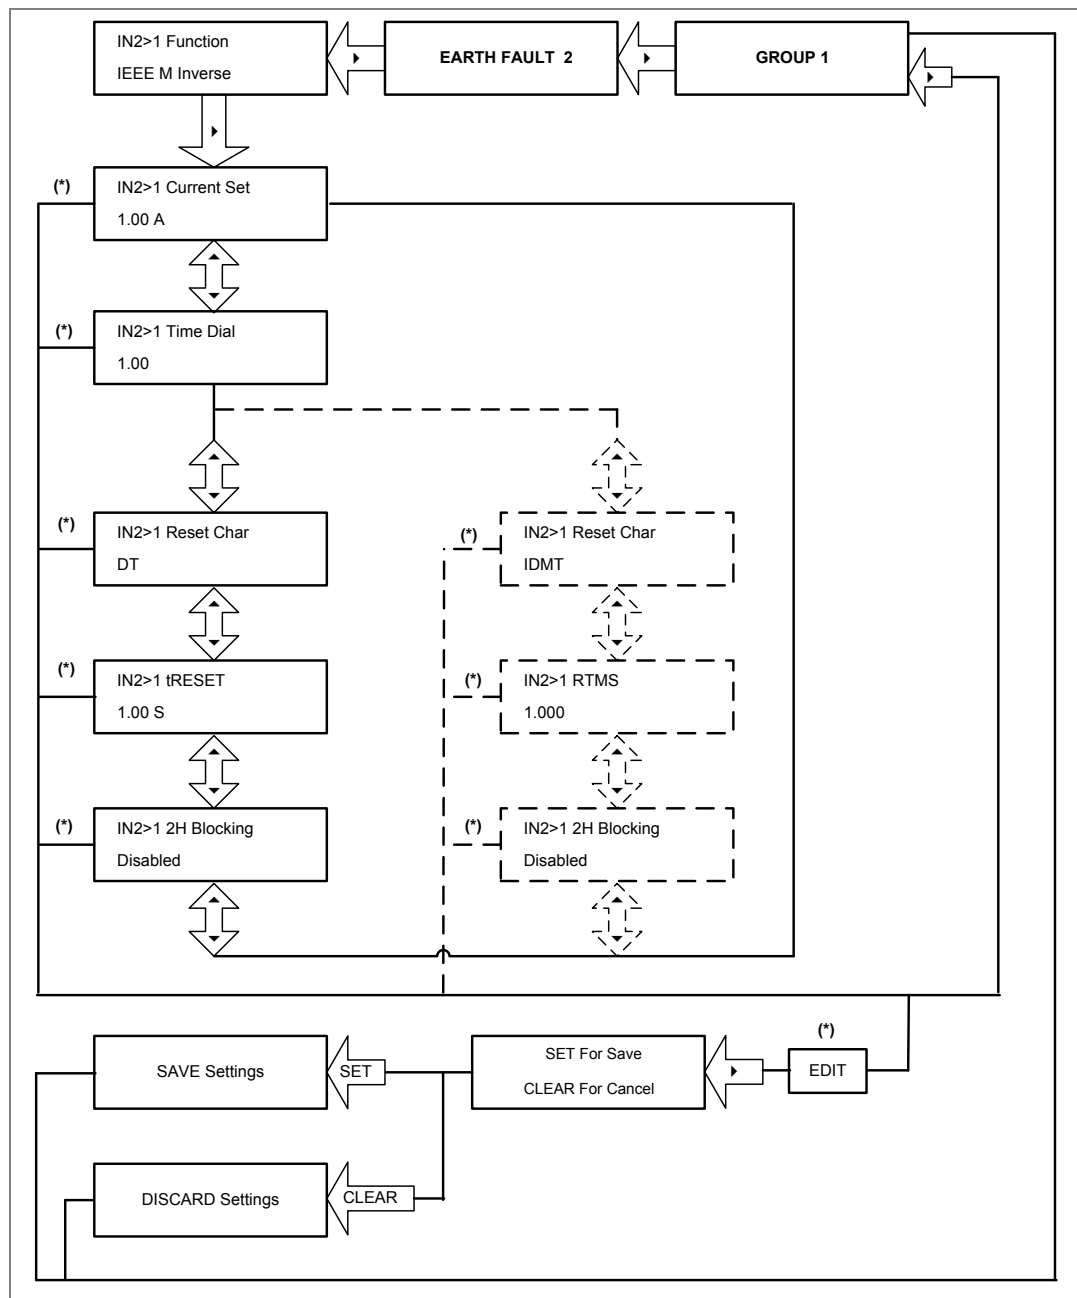 IN2>1 Function
IEEE M Inverse
EARTH FAULT 2
GROUP 1
(*)
IN2>1 Current Set
1.00 A
(*)
IN2>1 Time Dial
1.00
(*)
IN2>1 Reset Char
DT
(*)
IN2>1 Reset Char
IDMT
(*)
IN2>1 tRESET
1.00 S
(*)
IN2>1 RTMS
1.000
(*)
IN2>1 2H Blocking
Disabled
(*)
IN2>1 2H Blocking
Disabled
(*)
SAVE Settings
SET
SET For Save
CLEAR For Cancel
EDIT
DISCARD Settings
CLEAR